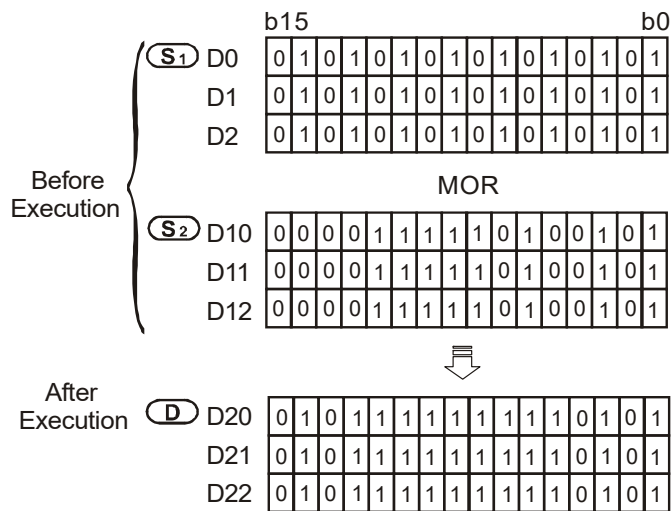 b15 b0
S1 D0 0 1 0 1 0 1 0 1 0 1 0 1 0 1 0 1
D1 0 1 0 1 0 1 0 1 0 1 0 1 0 1 0 1
D2 0 1 0 1 0 1 0 1 0 1 0 1 0 1 0 1
Before
Execution
MOR
S2 D10 0 0 0 0 1 1 1 1 1 0 1 0 0 1 0 1
D11 0 0 0 0 1 1 1 1 1 0 1 0 0 1 0 1
D12 0 0 0 0 1 1 1 1 1 0 1 0 0 1 0 1
After
Execution
D D20 0 1 0 1 1 1 1 1 1 1 1 1 0 1 0 1
D21 0 1 0 1 1 1 1 1 1 1 1 1 0 1 0 1
D22 0 1 0 1 1 1 1 1 1 1 1 1 0 1 0 1